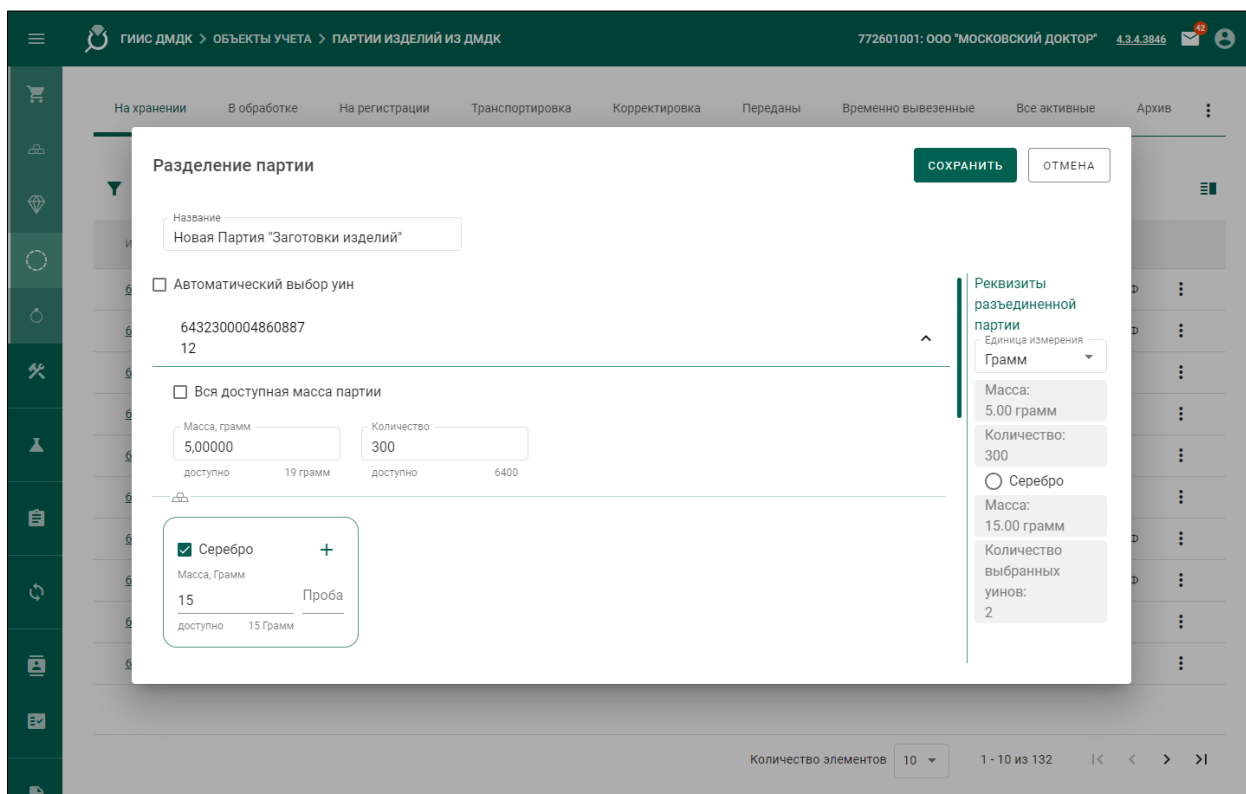 ГИИС ДМДК > ОБЪЕКТЫ УЧЕТА > ПАРТИИ ИЗДЕЛИЙ ИЗ ДМДК
772601001: ООО "МОСКОВСКИЙ ДОКТОР" 4.3.4.3846 42
На хранении В обработке На регистрации Транспортировка Корректировка Переданы Временно вывезенные Все активные Архив
Разделение партии
СОХРАНИТЬ ОТМЕНА
Название
Новая Партия "Заготовки изделий"
Автоматический выбор уин
6432300004860887
12
Вся доступная масса партии
Масса, грамм Количество
5,00000 300
доступно 19 грамм доступно 6400
Серебро +
Масса, Грамм
15 Проба
доступно 15 Грамм
Реквизиты
разъединенной
партии
Единица измерения
Грамм
Масса:
5.00 грамм
Количество:
300
Серебро
Масса:
15.00 грамм
Количество
выбранных
уинов:
2
Количество элементов 10 1 - 10 из 132